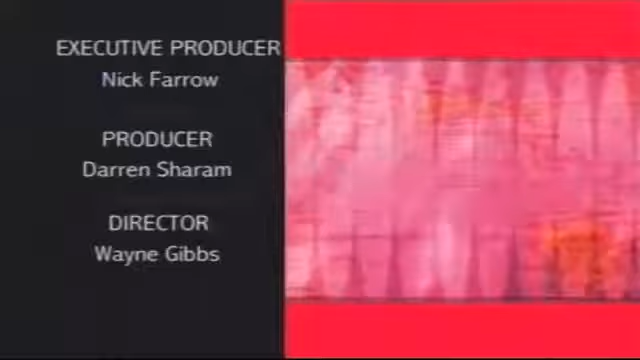 EXECUTIVE PRODUCER
Nick Farrow
PRODUCER
Darren Sharam
DIRECTOR
Wayne Gibbs